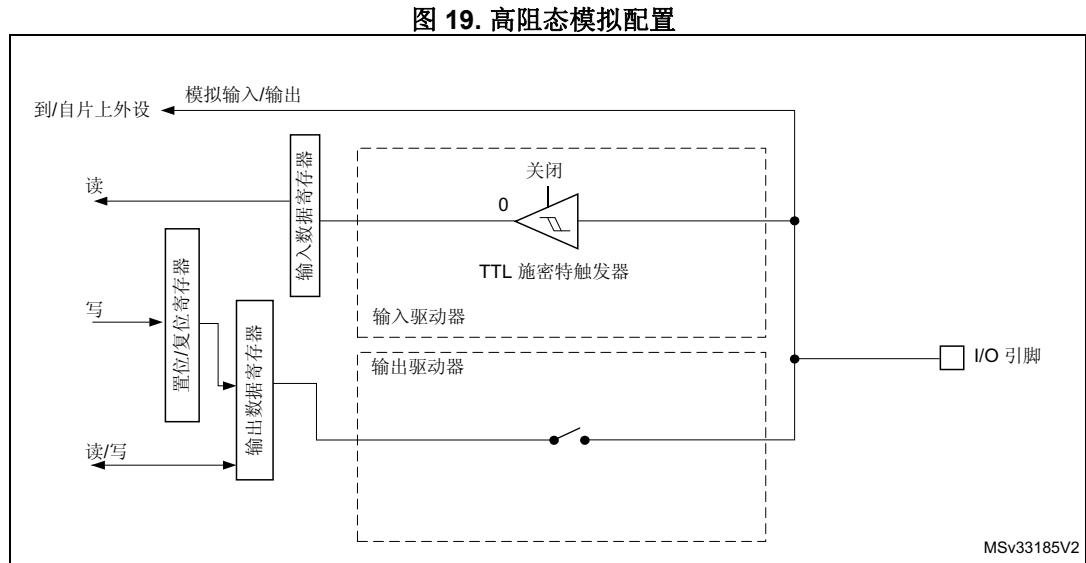 图 19. 高阻态模拟配置
到/自片上外设
模拟输入/输出
读
输入数据寄存器
关闭
0
TTL 施密特触发器
输入驱动器
写
置位/复位寄存器
输出数据寄存器
读/写
输出驱动器
I/O 引脚
MSv33185V2